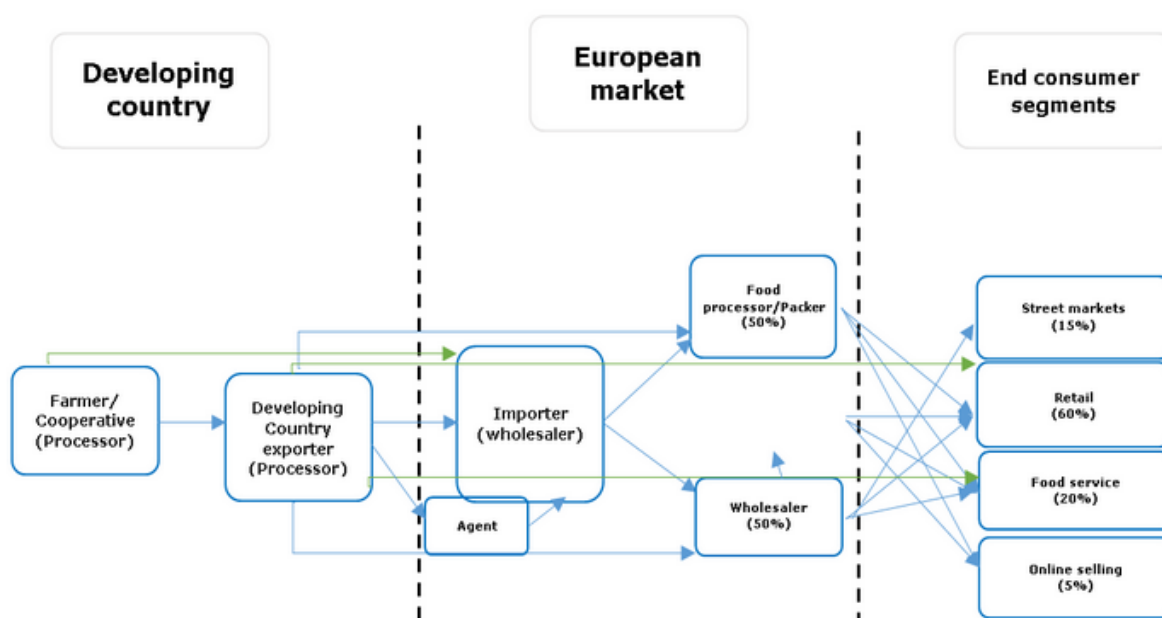 Developing
country
European
market
End consumer
segments
Farmer/
Cooperative
(Processor)
Developing
Country
exporter
(Processor)
Importer
(wholesaler)
Agent
Food
processor/Packer
(50%)
Wholesaler
(50%)
Street markets
(15%)
Retail
(60%)
Food service
(20%)
Online selling
(5%)